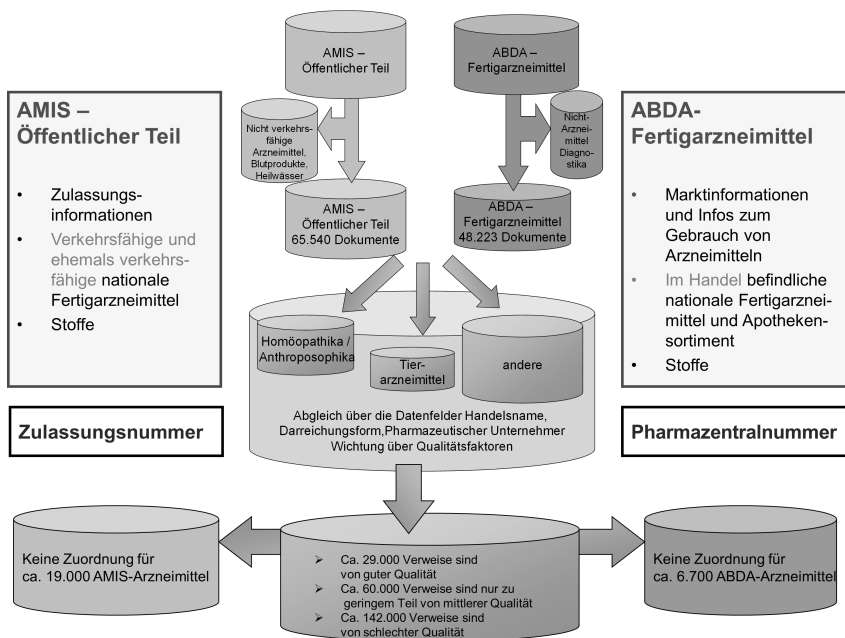 AMIS –
Öffentlicher Teil
ABDA –
Fertigarzneimittel
Nicht verkehrs-
fähige
Arzneimittel,
Blutprodukte,
Heilwässer
Nicht-
Arznei-
mittel
Diagno-
stika
AMIS –
Öffentlicher Teil
65.540 Dokumente
ABDA –
Fertigarzneimittel
48.223 Dokumente
AMIS –
Öffentlicher Teil
• Zulassungs-
informationen
• Verkehrsfähige und
ehemals verkehrs-
fähige nationale
Fertigarzneimittel
• Stoffe
ABDA-
Fertigarzneimittel
• Marktinformationen
und Infos zum
Gebrauch von
Arzneimitteln
• Im Handel befindliche
nationale Fertigarznei-
mittel und Apotheken-
sortiment
• Stoffe
Homöopathika /
Anthroposophika
Tier-
arzneimittel
andere
Abgleich über die Datenfelder Handelsname,
Darreichungsform,Pharmazeutischer Unternehmer
Wichtung über Qualitätsfaktoren
Zulassungsnummer
Pharmazentralnummer
Keine Zuordnung für
ca. 19.000 AMIS-Arzneimittel
➢ Ca. 29.000 Verweise sind
von guter Qualität
➢ Ca. 60.000 Verweise sind nur zu
geringem Teil von mittlerer Qualität
➢ Ca. 142.000 Verweise sind
von schlechter Qualität
Keine Zuordnung für
ca. 6.700 ABDA-Arzneimittel